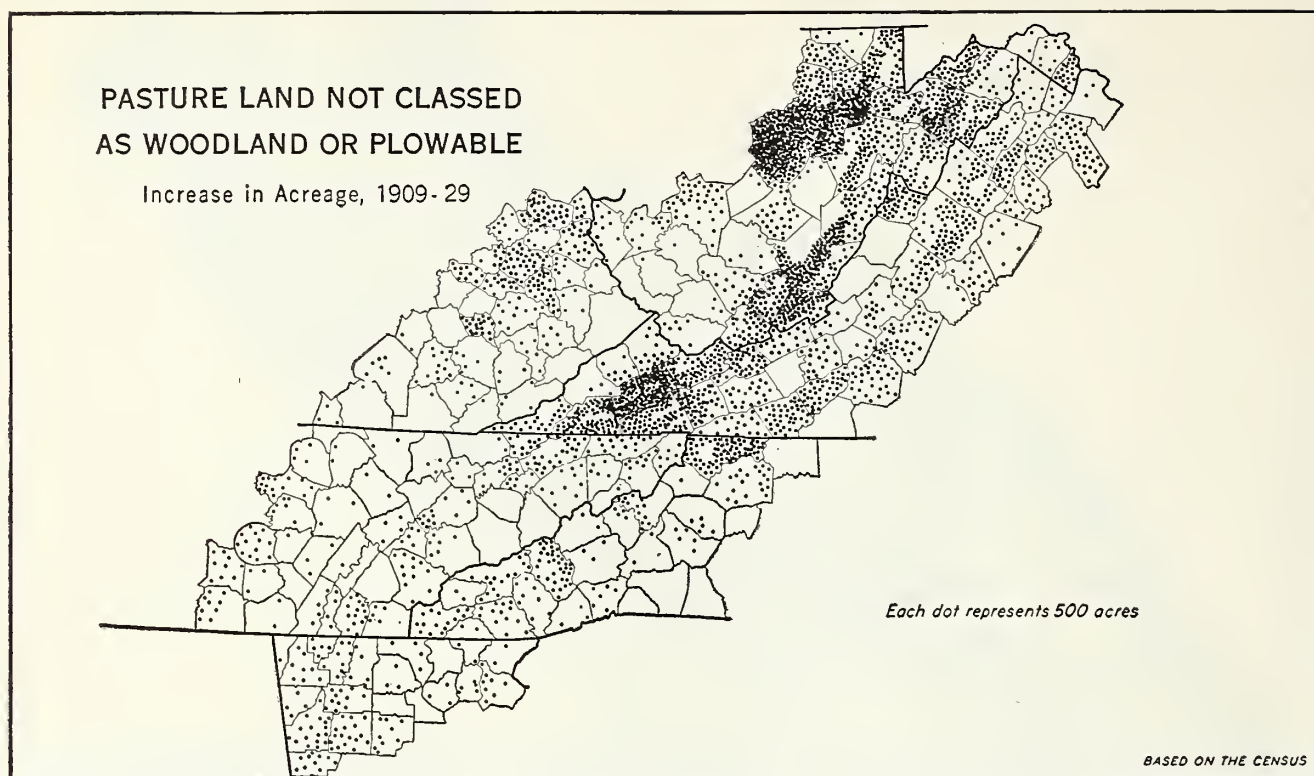 PASTURE LAND NOT CLASSED
AS WOODLAND OR PLOWABLE
Increase in Acreage, 1909-29
Each dot represents 500 acres
BASED ON THE CENSUS